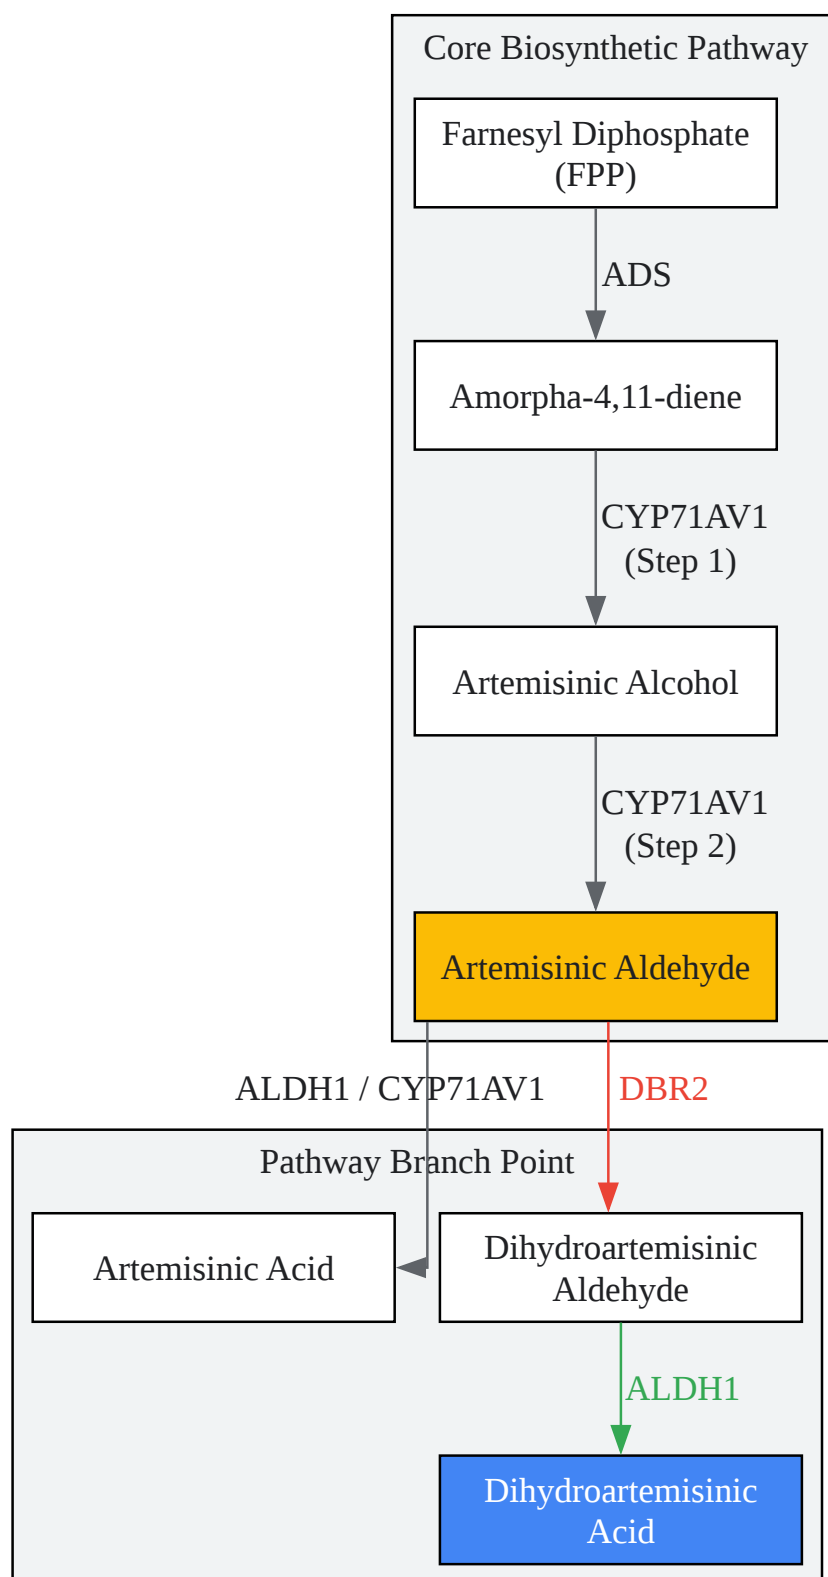 Core Biosynthetic Pathway
Farnesyl Diphosphate
(FPP)
ADS
Amorpha-4,11-diene
CYP71AV1
(Step 1)
Artemisinic Alcohol
CYP71AV1
(Step 2)
Artemisinic Aldehyde
ALDH1 / CYP71AV1
DBR2
Pathway Branch Point
Artemisinic Acid
Dihydroartemisinic
Aldehyde
ALDH1
Dihydroartemisinic
Acid